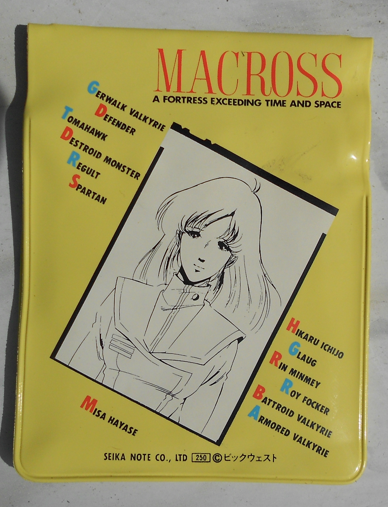 MACROSS
A FORTRESS EXCEEDING TIME AND SPACE
GERWALK VALKYRIE
DEFENDER
TOMAHAWK
DESTROID MONSTER
REGULT
SPARTAN
HIKARU ICHIJO
GLAUG
RIN MINMEY
ROY FOCKER
BATTROID VALKYRIE
ARMORED VALKYRIE
MISA HAYASE
SEIKA NOTE CO., LTD 250 ©ビックウェスト